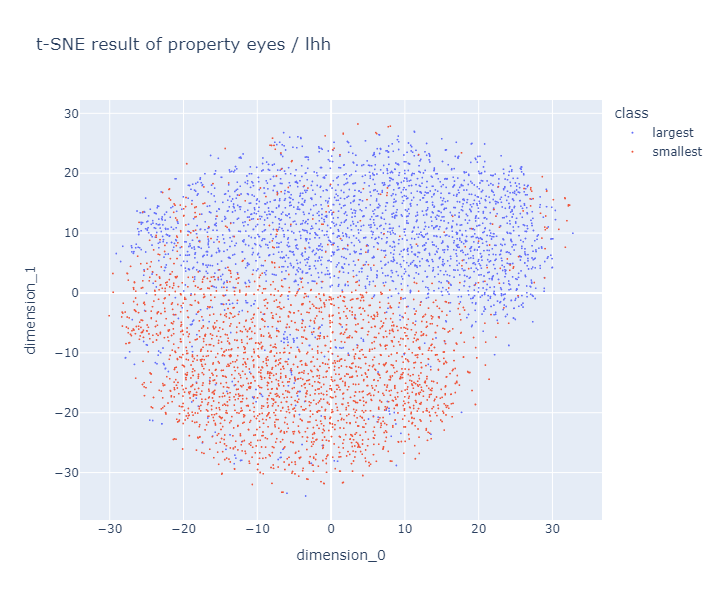 t-SNE result of property eyes / lhh
class
largest
smallest
30
20
10
0
−10
−20
−30
dimension_1
−30
−20
−10
0
10
20
30
dimension_0